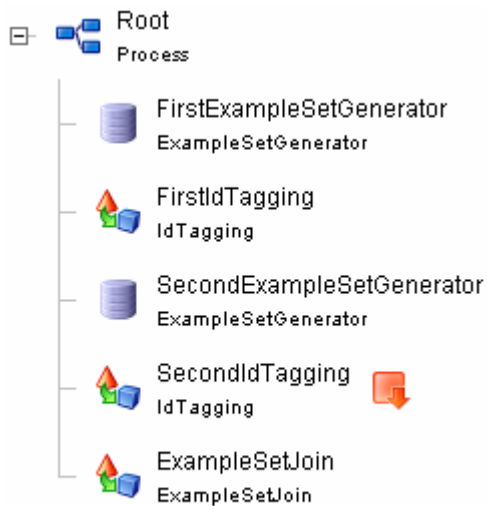 Root
Process
FirstExampleSetGenerator
ExampleSetGenerator
FirstIdTagging
IdTagging
SecondExampleSetGenerator
ExampleSetGenerator
SecondIdTagging
IdTagging
ExampleSetJoin
ExampleSetJoin